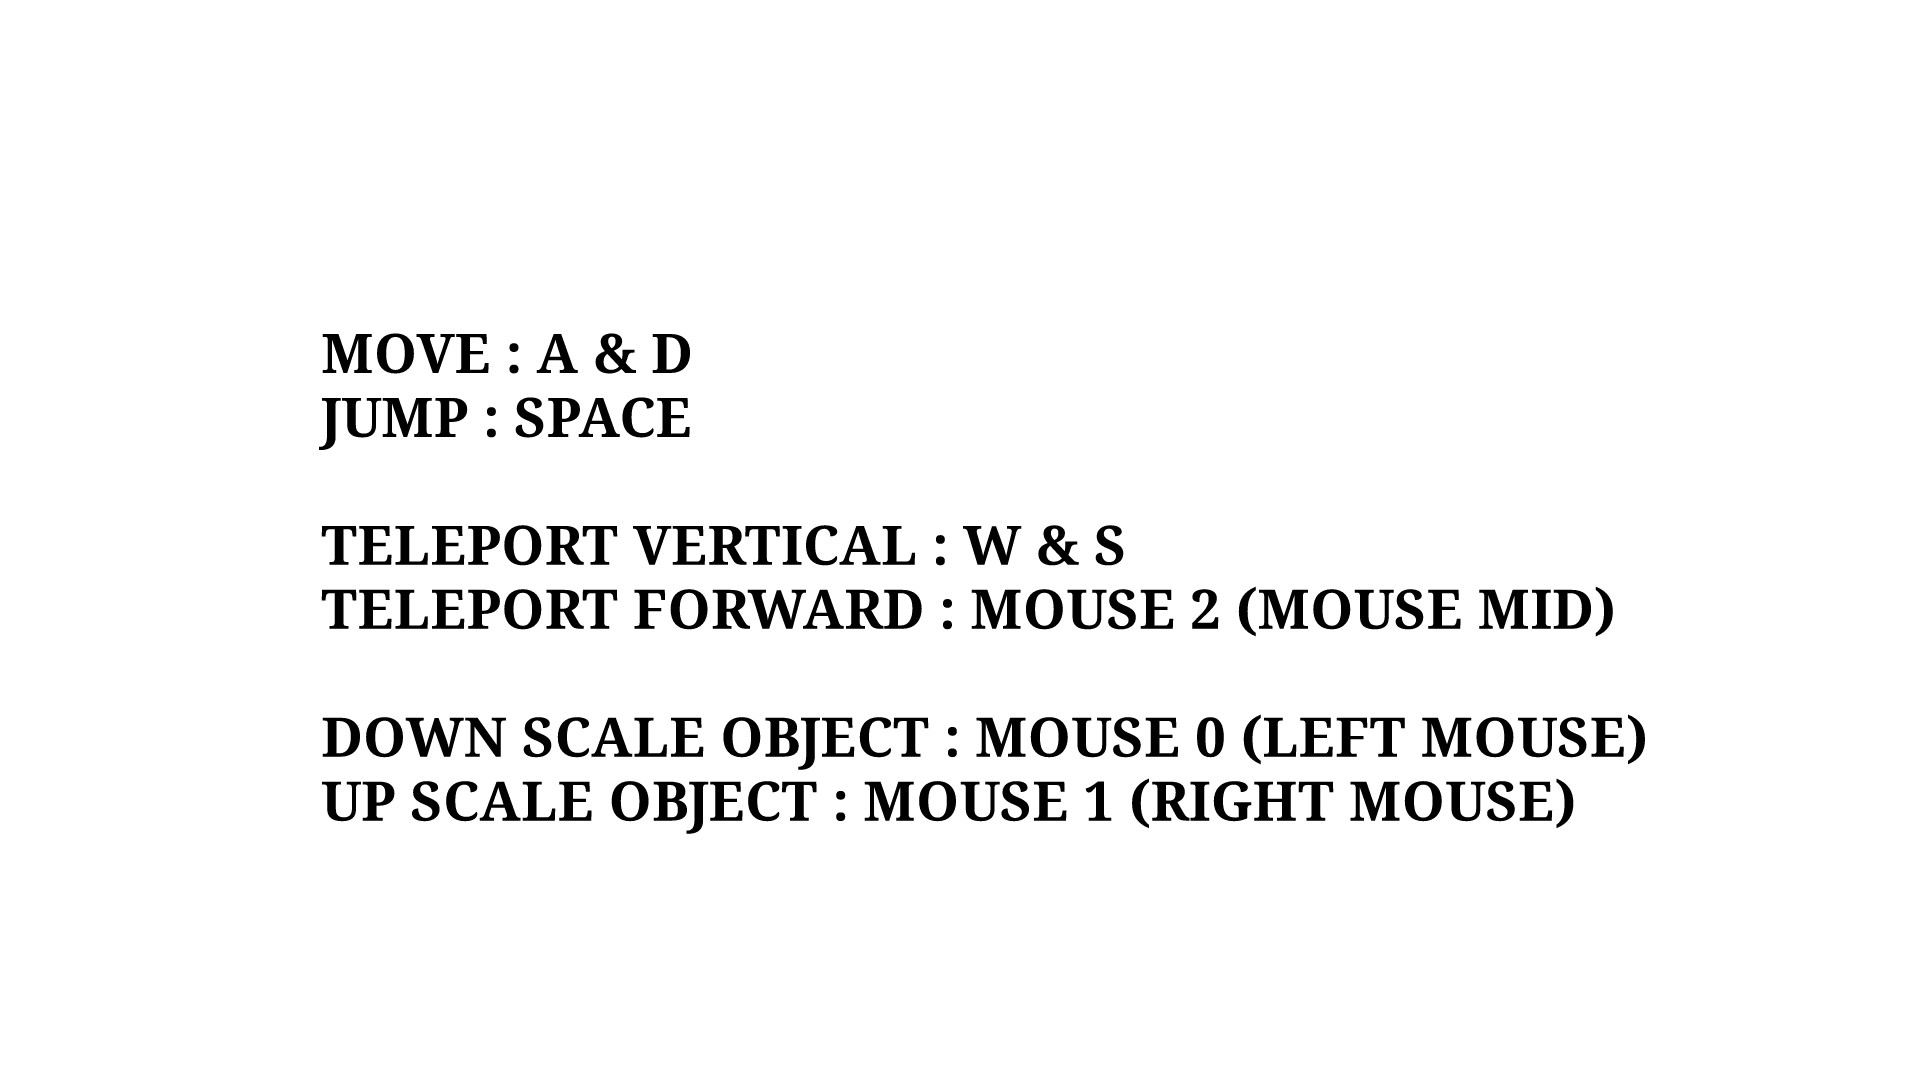 MOVE : A & D
JUMP : SPACE
TELEPORT VERTICAL : W & S
TELEPORT FORWARD : MOUSE 2 (MOUSE MID)
DOWN SCALE OBJECT : MOUSE 0 (LEFT MOUSE)
UP SCALE OBJECT : MOUSE 1 (RIGHT MOUSE)